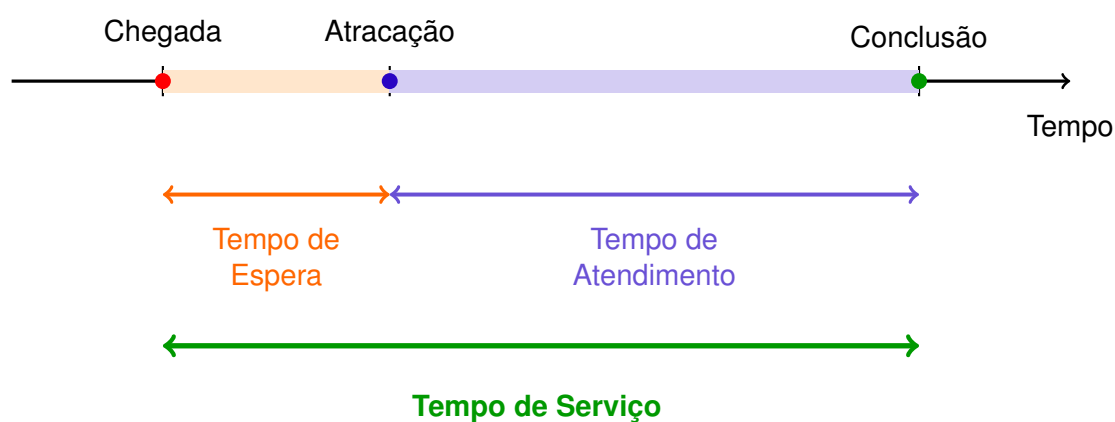 Chegada
Atracação
Conclusão
Tempo
Tempo de
Espera
Tempo de
Atendimento
Tempo de Serviço